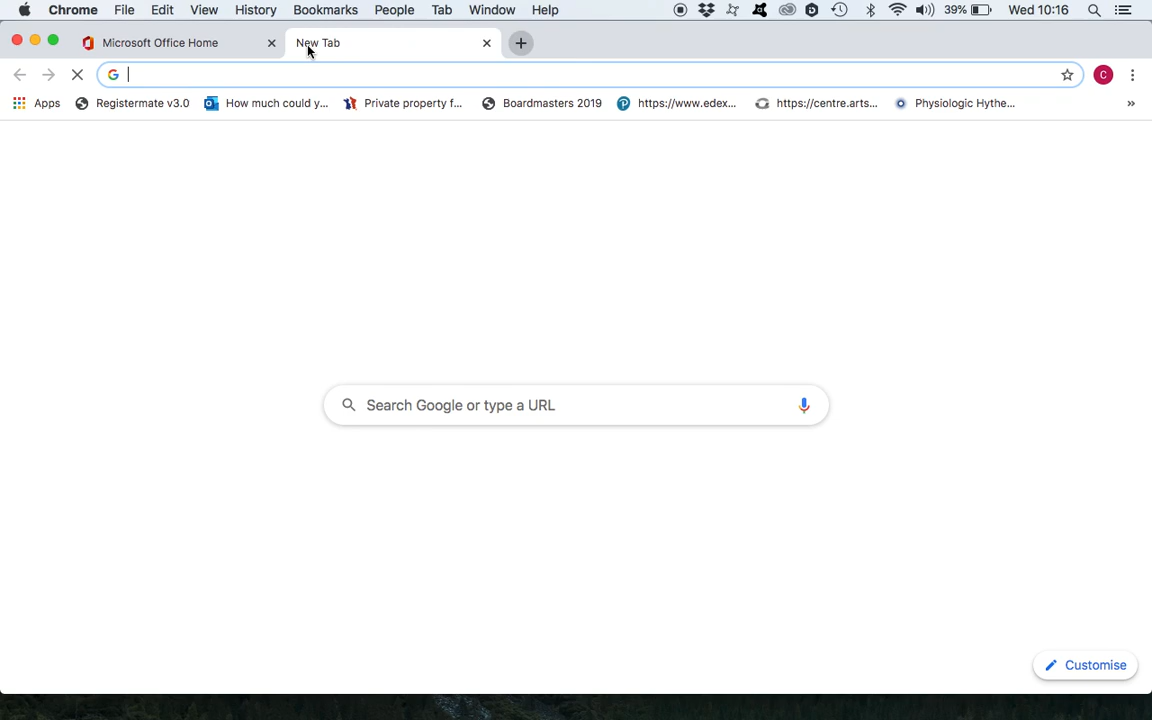 Chrome File Edit View History Bookmarks People Tab Window Help 39% Wed 10:16
Microsoft Office Home New Tab
Apps Registermate v3.0 How much could y... Private property f... Boardmasters 2019 https://www.edex... https://centre.arts... Physiologic Hythe... »
C
Search Google or type a URL
Customise